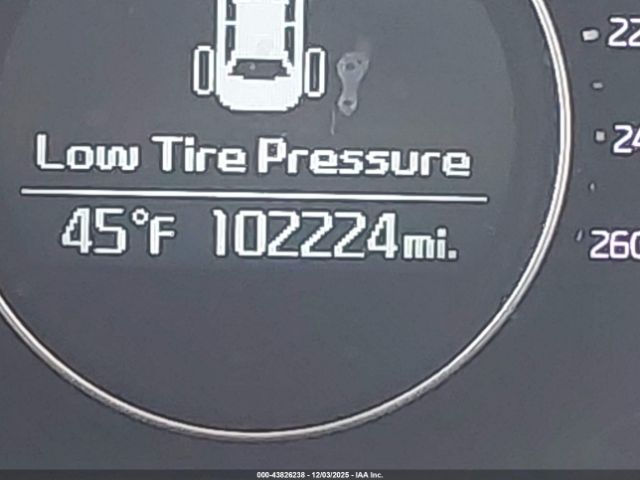 22
Low Tire Pressure
24
45°F 102224mi.
260
000-43826238 - 12/03/2025 - IAA Inc.